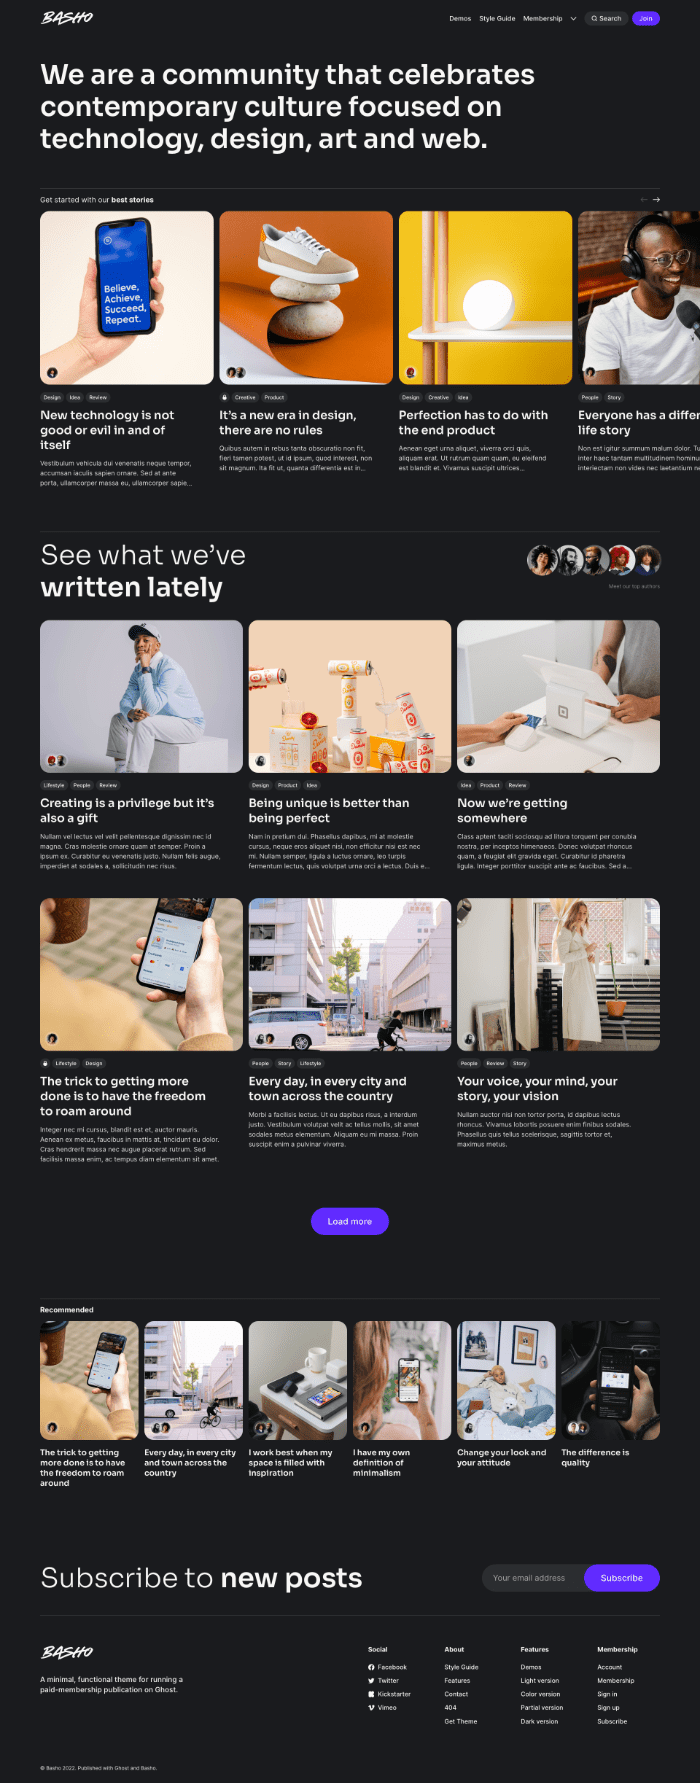 BASHO
Demos Style Guide Membership Search Join
We are a community that celebrates
contemporary culture focused on
technology, design, art and web.
Get started with our best stories
Believe,
Achieve,
Succeed,
Repeat.
Design Idea Review
New technology is not
good or evil in and of
itself
Vestibulum vehicula dui venenatis neque tempor,
accumsan iaculis sapien ornare. Sed at ante
porta, ullamcorper massa eu, ullamcorper sapie...
Creative Product
It's a new era in design,
there are no rules
Quibus autem in rebus tanta obscuratio non fit,
fieri tamen potest, ut id ipsum, quod interest, non
sit magnum. Ita fit ut, quanta differentia est in...
Design Creative Idea
Perfection has to do with
the end product
Aenean eget urna aliquet, viverra orci quis,
aliquam erat. Ut rutrum quam quam, eu eleifend
est blandit et. Vivamus suscipit ultrices...
People Story
Everyone has a differ
life story
Non est igitur summum malum dolor. Tu
inter haec tantam multitudinem hominu
interiectam non vides nec laetantium ne
See what we've
written lately
Meet our top authors
Lifestyle People Review
Creating is a privilege but it's
also a gift
Nullam vel lectus vel velit pellentesque dignissim nec id
magna. Cras molestie ornare quam at semper. Proin a
ipsum ex. Curabitur eu venenatis justo. Nullam felis augue,
imperdiet at sodales a, sollicitudin nec risus.
Design Product Idea
Being unique is better than
being perfect
Nam in pretium dui. Phasellus dapibus, mi at molestie
cursus, neque eros aliquet nisi, non efficitur nisi est nec
mi. Nullam semper, ligula a luctus ornare, leo turpis
fermentum lectus, quis volutpat urna orci a lectus. Duis e...
Idea Product Review
Now we're getting
somewhere
Class aptent taciti sociosqu ad litora torquent per conubia
nostra, per inceptos himenaeos. Donec volutpat rhoncus
quam, a feugiat elit gravida eget. Curabitur id pharetra
ligula. Integer porttitor suscipit ante ac faucibus. Sed a...
Lifestyle Design
The trick to getting more
done is to have the freedom
to roam around
Integer nec mi cursus, blandit est et, auctor mauris.
Aenean ex metus, faucibus in mattis at, tincidunt eu dolor.
Cras hendrerit massa nec augue placerat rutrum. Sed
facilisis massa enim, ac tempus diam elementum sit amet.
People Story Lifestyle
Every day, in every city and
town across the country
Morbi a facilisis lectus. Ut eu dapibus risus, a interdum
justo. Vestibulum volutpat velit ac tellus mollis, sit amet
sodales metus elementum. Aliquam eu mi massa. Proin
suscipit enim a pulvinar viverra.
People Review Story
Your voice, your mind, your
story, your vision
Nullam auctor nisi non tortor porta, id dapibus lectus
rhoncus. Vivamus lobortis posuere enim finibus sodales.
Phasellus quis tellus scelerisque, sagittis tortor et,
maximus metus.
Load more
Recommended
The trick to getting
more done is to have
the freedom to roam
around
Every day, in every city
and town across the
country
I work best when my
space is filled with
inspiration
I have my own
definition of
minimalism
Change your look and
your attitude
The difference is
quality
Subscribe to new posts
Your email address Subscribe
BASHO
A minimal, functional theme for running a
paid-membership publication on Ghost.
Social
Facebook
Twitter
Kickstarter
Vimeo
About
Style Guide
Features
Contact
404
Get Theme
Features
Demos
Light version
Color version
Partial version
Dark version
Membership
Account
Membership
Sign in
Sign up
Subscribe
© Basho 2022. Published with Ghost and Basho.